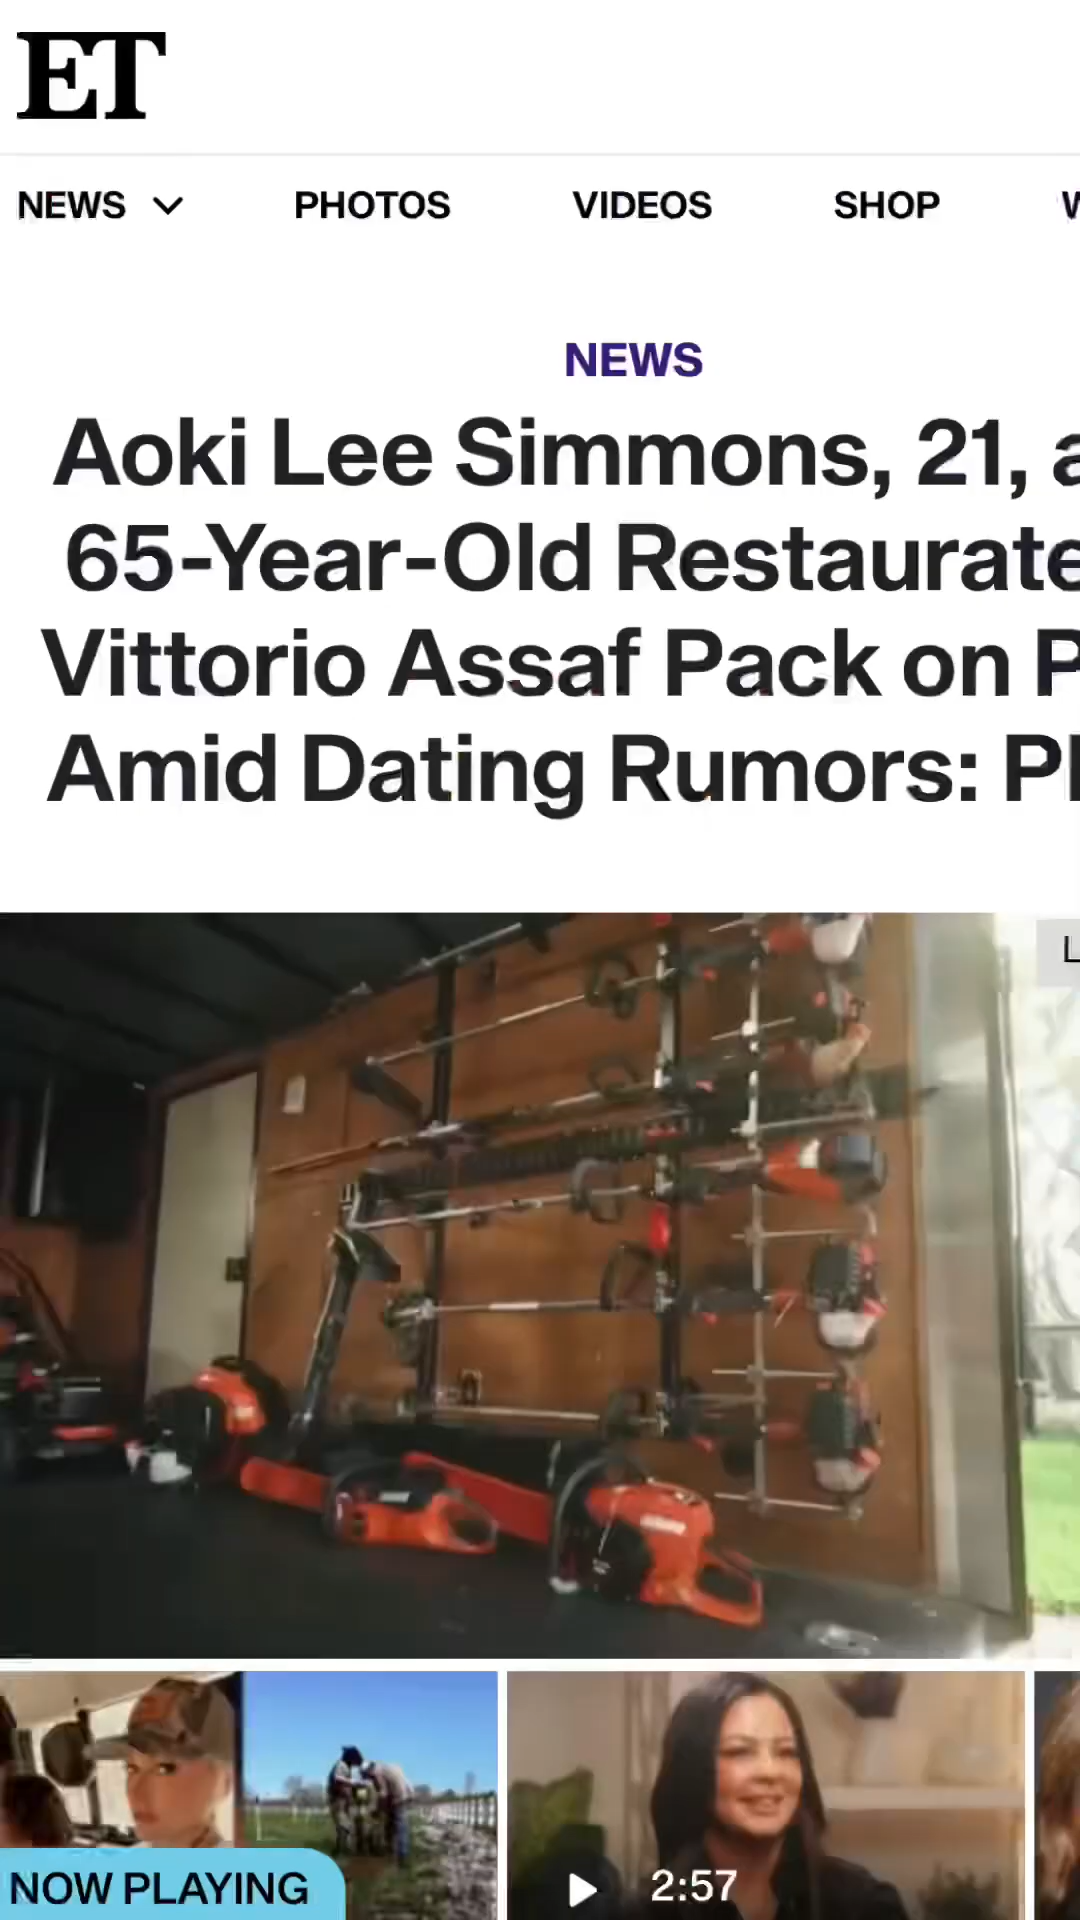 ET
NEWS PHOTOS VIDEOS SHOP
NEWS
Aoki Lee Simmons, 21,
65-Year-Old
Vittorio Assaf Pack on
Amid Dating Rumors:
NOW PLAYING
2:57